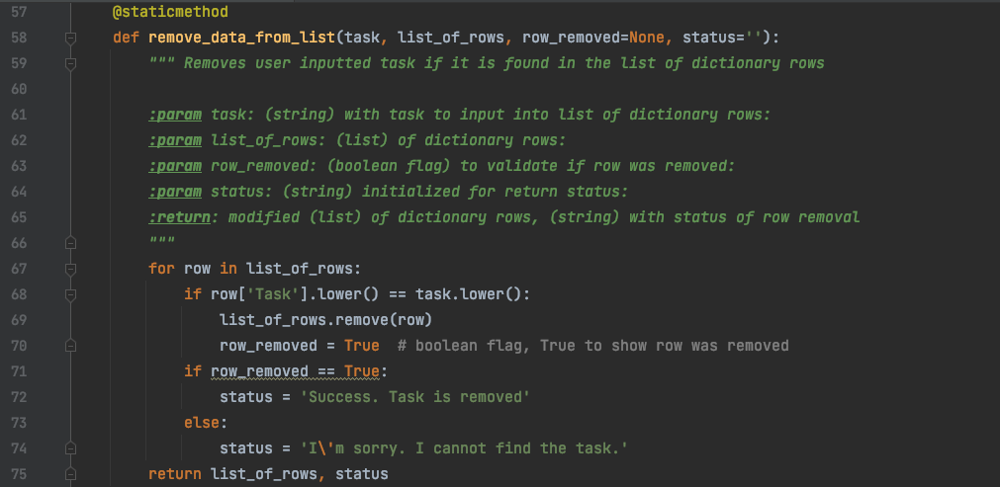 57 @staticmethod
58 def remove_data_from_list(task, list_of_rows, row_removed=None, status=''):
59 """ Removes user inputted task if it is found in the list of dictionary rows
60
61 :param task: (string) with task to input into list of dictionary rows:
62 :param list_of_rows: (list) of dictionary rows:
63 :param row_removed: (boolean flag) to validate if row was removed:
64 :param status: (string) initialized for return status:
65 :return: modified (list) of dictionary rows, (string) with status of row removal
66 """
67 for row in list_of_rows:
68 if row['Task'].lower() == task.lower():
69 list_of_rows.remove(row)
70 row_removed = True  # boolean flag, True to show row was removed
71 if row_removed == True:
72 status = 'Success. Task is removed'
73 else:
74 status = 'I\'m sorry. I cannot find the task.'
75 return list_of_rows, status